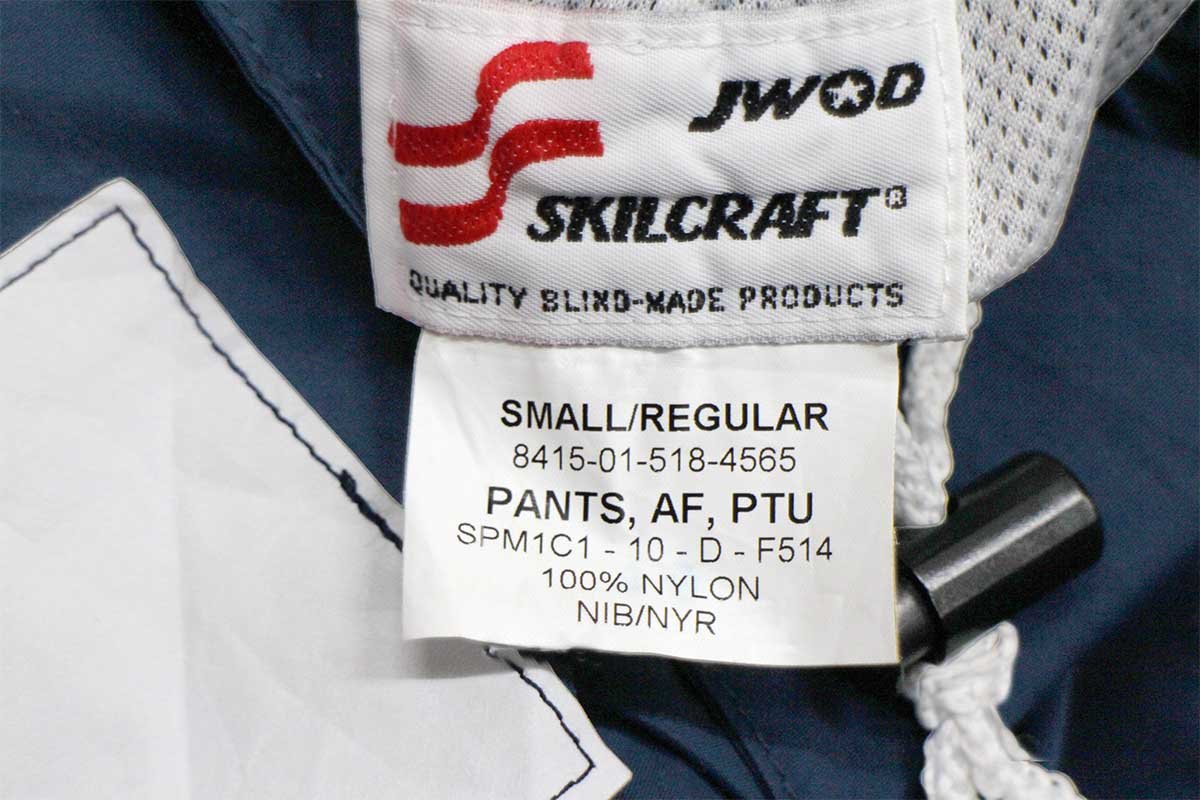 JWOD
SKILCRAFT®
QUALITY BLIND-MADE PRODUCTS
SMALL/REGULAR
8415-01-518-4565
PANTS, AF, PTU
SPM1C1 - 10 - D - F514
100% NYLON
NIB/NYR